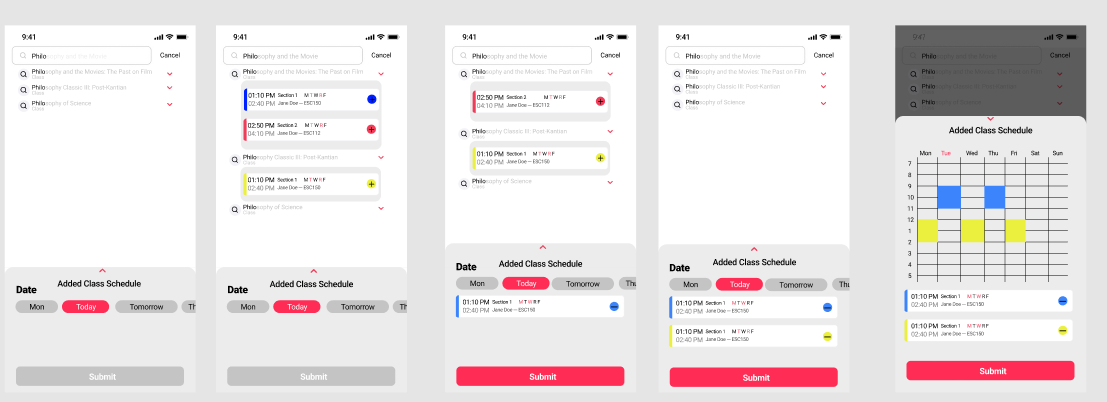 9:41
Philosophy and the Movie
Cancel
Philosophy and the Movies: The Past on Film
Class
Philosophy Classic III: Post-Kantian
Class
Philosophy of Science
Class
Added Class Schedule
Date
Mon Today Tomorrow Th
Submit
9:41
Philosophy and the Movie
Cancel
Philosophy and the Movies: The Past on Film
Class
01:10 PM Section 1 M T W R F
02:40 PM Jane Doe – ESC150
02:50 PM Section 2 M T W R F
04:10 PM Jane Doe – ESC112
Philosophy Classic III: Post-Kantian
Class
01:10 PM Section 1 M T W R F
02:40 PM Jane Doe – ESC150
Philosophy of Science
Class
Added Class Schedule
Date
Mon Today Tomorrow Th
Submit
9:41
Philosophy and the Movie
Cancel
Philosophy and the Movies: The Past on Film
Class
02:50 PM Section 2 M T W R F
04:10 PM Jane Doe – ESC112
Philosophy Classic III: Post-Kantian
Class
01:10 PM Section 1 M T W R F
02:40 PM Jane Doe – ESC150
Philosophy of Science
Class
Added Class Schedule
Date
Mon Today Tomorrow Thu
01:10 PM Section 1 M T W R F
02:40 PM Jane Doe – ESC150
Submit
9:41
Philosophy and the Movie
Cancel
Philosophy and the Movies: The Past on Film
Class
Philosophy Classic III: Post-Kantian
Class
Philosophy of Science
Class
Added Class Schedule
Date
Mon Today Tomorrow Thu
01:10 PM Section 1 M T W R F
02:40 PM Jane Doe – ESC150
01:10 PM Section 1 M T W R F
02:40 PM Jane Doe – ESC150
Submit
9:41
Philosophy and the Movie
Cancel
Philosophy and the Movies: The Past on Film
Class
Philosophy Classic III: Post-Kantian
Class
Philosophy of Science
Added Class Schedule
Mon Tue Wed Thu Fri Sat Sun
7
8
9
10
11
12
1
2
3
4
5
01:10 PM Section 1 M T W R F
02:40 PM Jane Doe – ESC150
01:10 PM Section 1 M T W R F
02:40 PM Jane Doe – ESC150
Submit